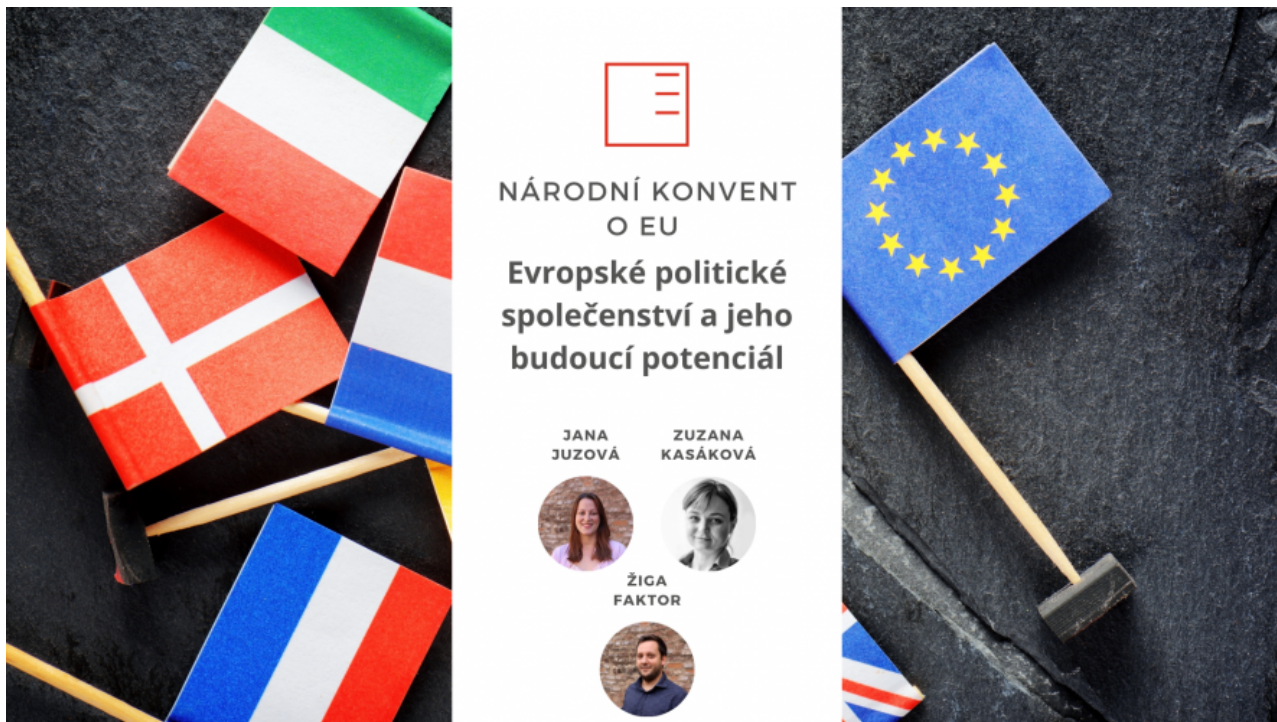 NÁRODNÍ KONVENT
O EU
Evropské politické
společenství a jeho
budoucí potenciál
JANA
JUZOVÁ
ZUZANA
KASÁKOVÁ
ŽIGA
FAKTOR